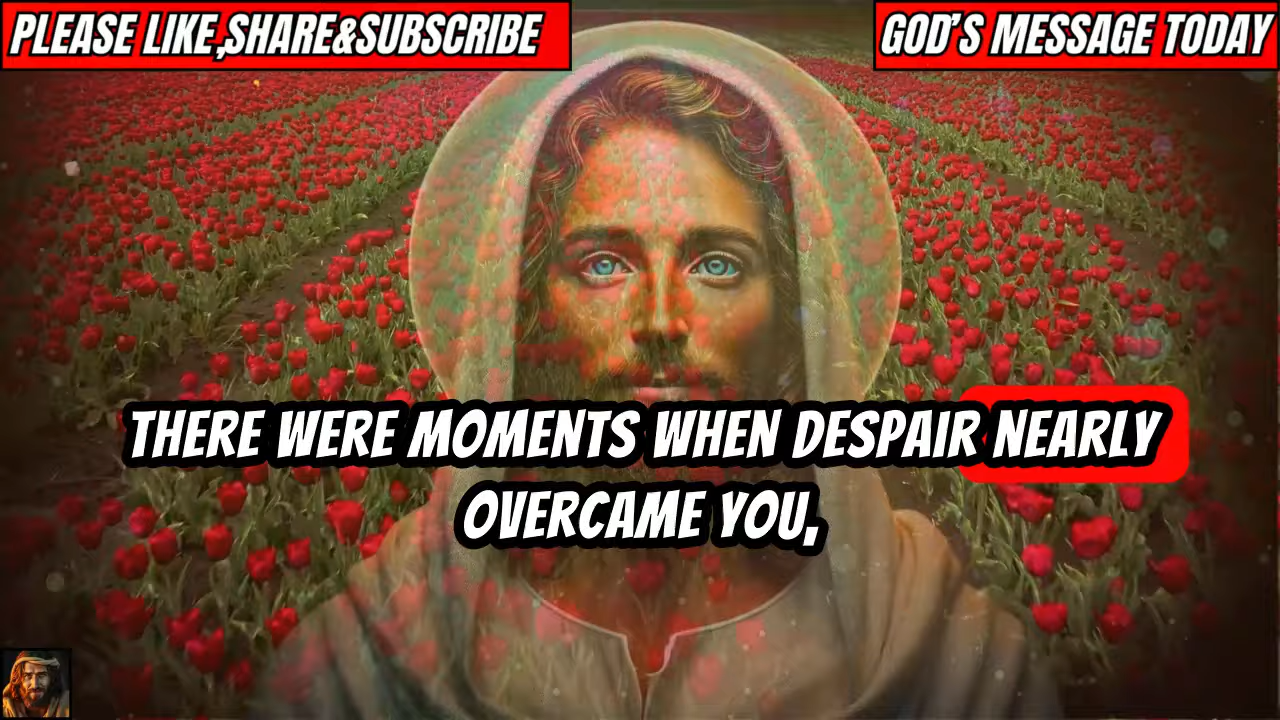 PLEASE LIKE,SHARE&SUBSCRIBE
GOD'S MESSAGE TODAY
THERE WERE MOMENTS WHEN DESPAIR NEARLY
OVERCAME YOU,